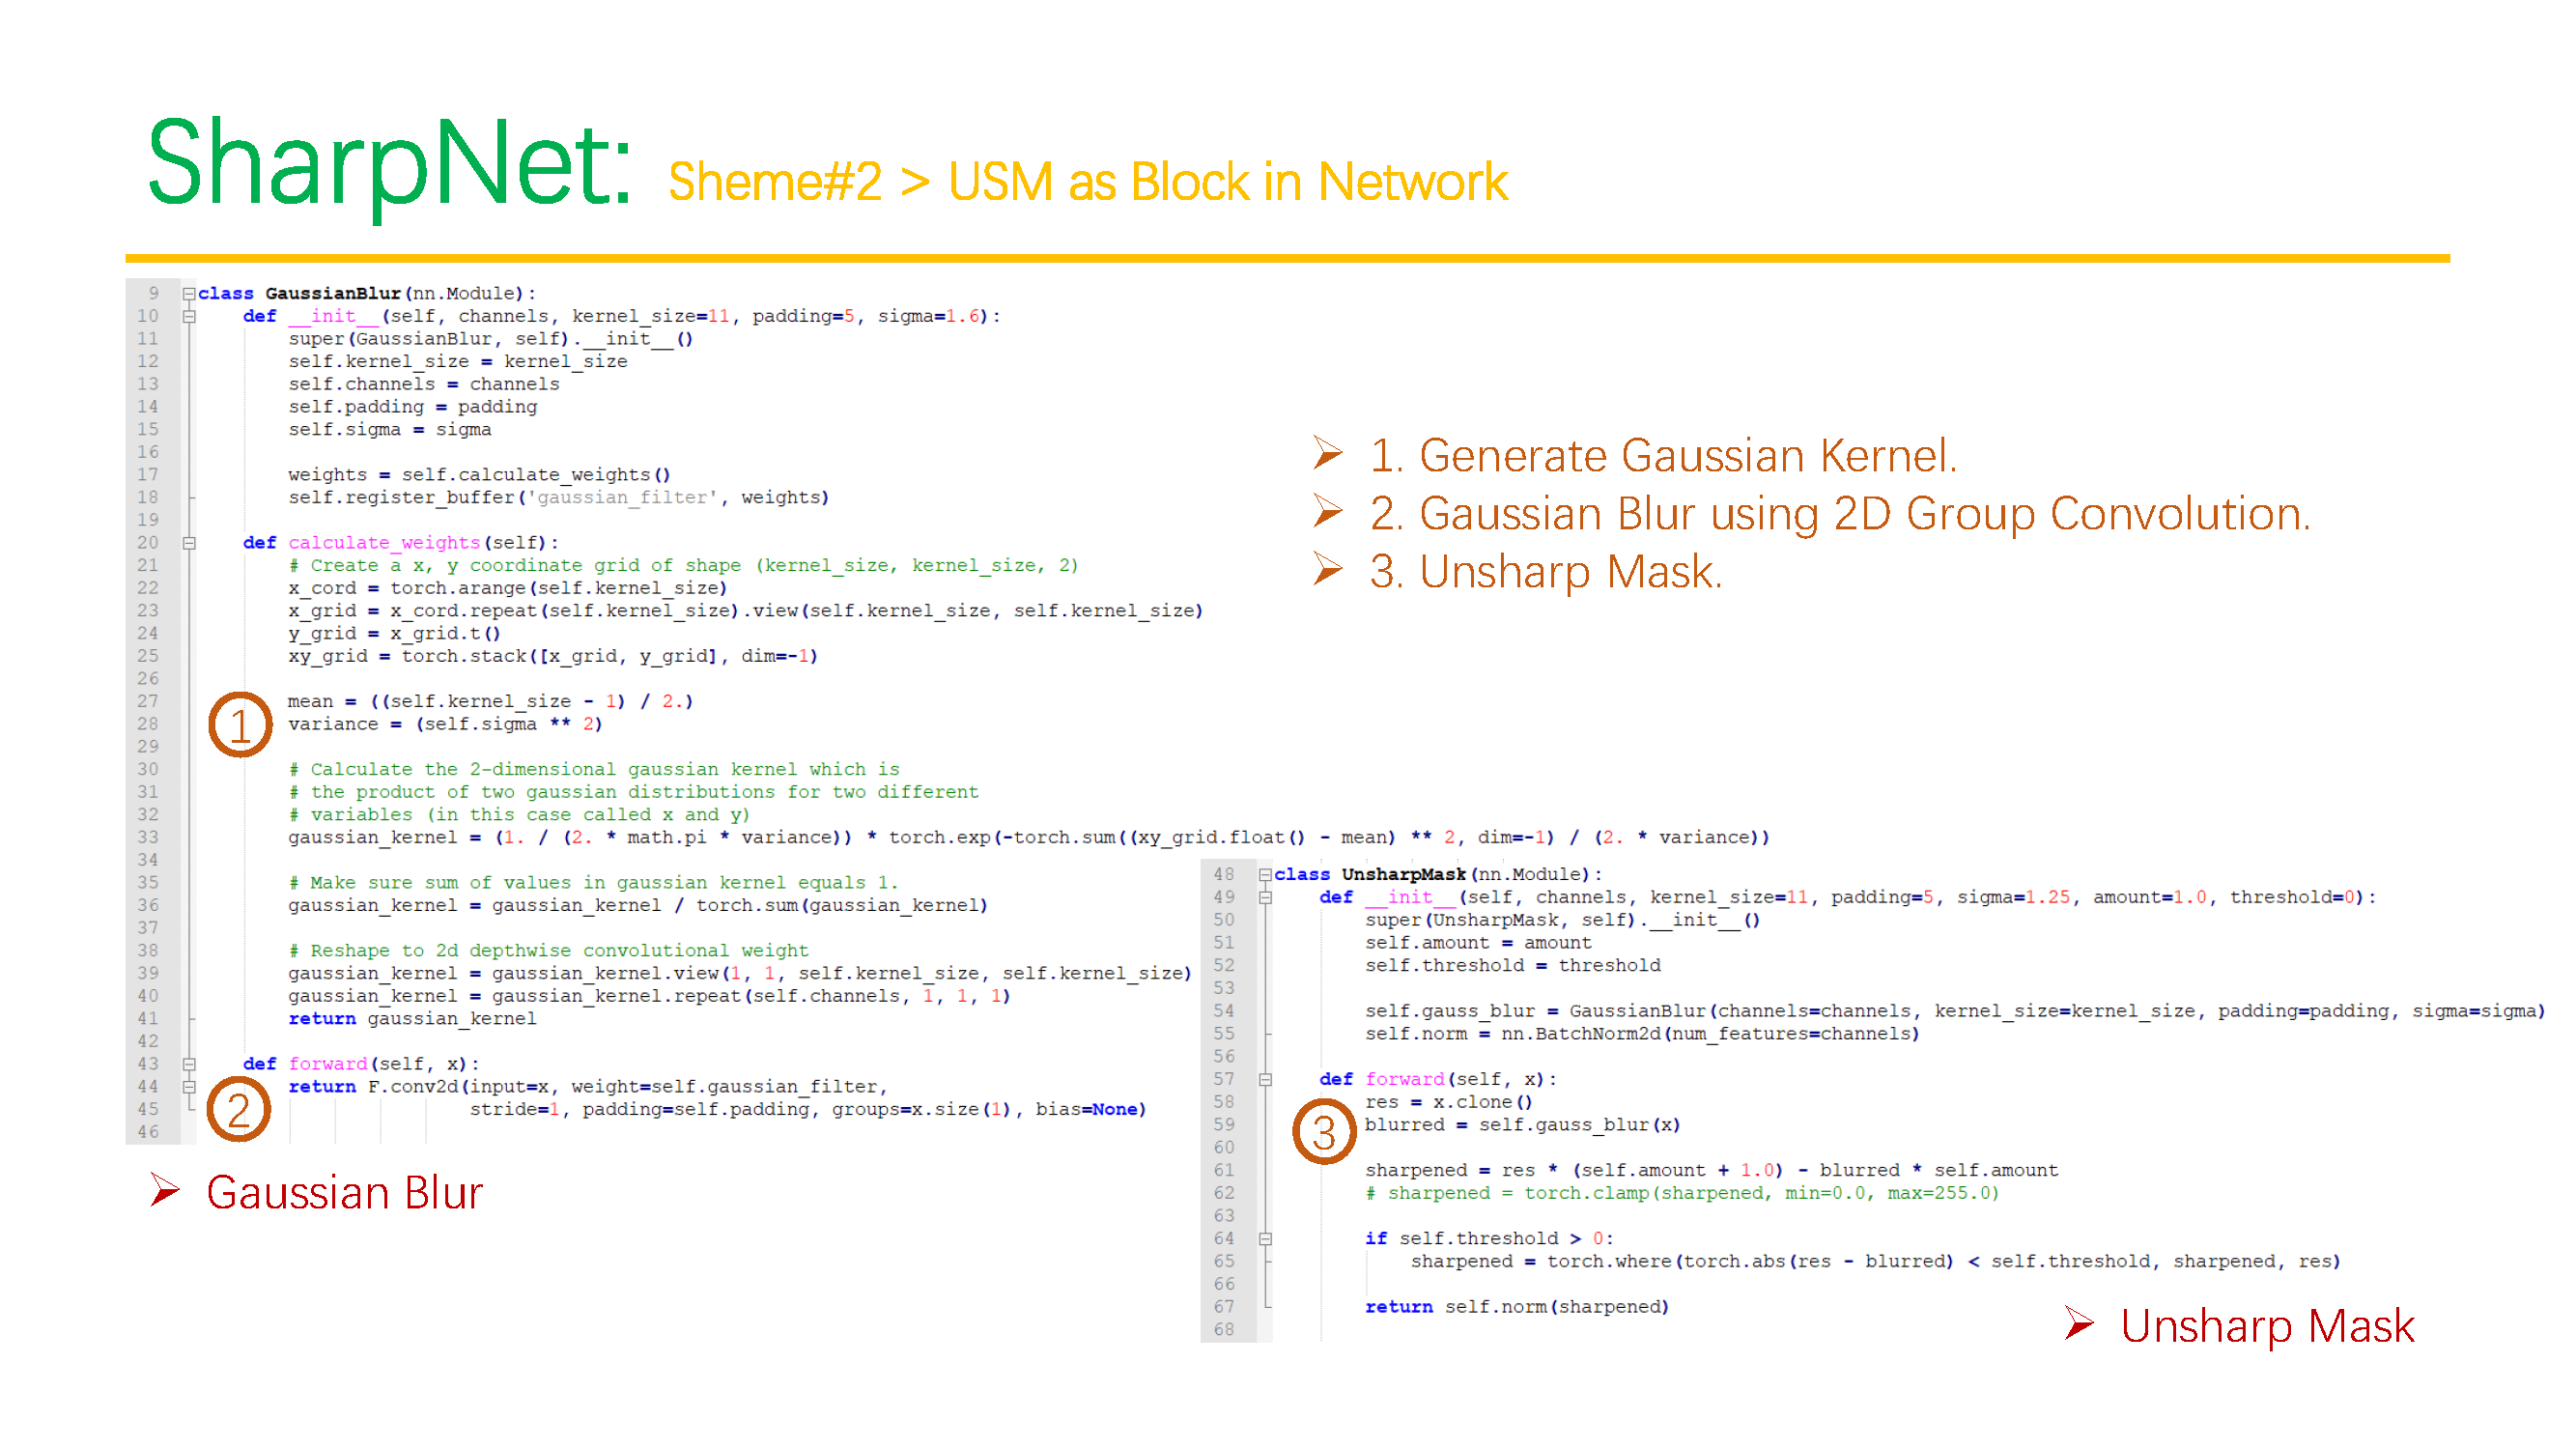 SharpNet: Sheme#2 > USM as Block in Network
9 class GaussianBlur(nn.Module):
10     def __init__(self, channels, kernel_size=11, padding=5, sigma=1.6):
11         super(GaussianBlur, self).__init__()
12         self.kernel_size = kernel_size
13         self.channels = channels
14         self.padding = padding
15         self.sigma = sigma
16
17         weights = self.calculate_weights()
18         self.register_buffer('gaussian_filter', weights)
19
20     def calculate_weights(self):
21         # Create a x, y coordinate grid of shape (kernel_size, kernel_size, 2)
22         x_cord = torch.arange(self.kernel_size)
23         x_grid = x_cord.repeat(self.kernel_size).view(self.kernel_size, self.kernel_size)
24         y_grid = x_grid.t()
25         xy_grid = torch.stack([x_grid, y_grid], dim=-1)
26
27         mean = ((self.kernel_size - 1) / 2.)
28         variance = (self.sigma ** 2)
1
29
30         # Calculate the 2-dimensional gaussian kernel which is
31         # the product of two gaussian distributions for two different
32         # variables (in this case called x and y)
33         gaussian_kernel = (1. / (2. * math.pi * variance)) * torch.exp(-torch.sum((xy_grid.float() - mean) ** 2, dim=-1) / (2. * variance))
34
35         # Make sure sum of values in gaussian kernel equals 1.
36         gaussian_kernel = gaussian_kernel / torch.sum(gaussian_kernel)
37
38         # Reshape to 2d depthwise convolutional weight
39         gaussian_kernel = gaussian_kernel.view(1, 1, self.kernel_size, self.kernel_size)
40         gaussian_kernel = gaussian_kernel.repeat(self.channels, 1, 1, 1)
41         return gaussian_kernel
42
43     def forward(self, x):
44         return F.conv2d(input=x, weight=self.gaussian_filter,
2
45                         stride=1, padding=self.padding, groups=x.size(1), bias=None)
46
➢ Gaussian Blur
➢ 1. Generate Gaussian Kernel.
➢ 2. Gaussian Blur using 2D Group Convolution.
➢ 3. Unsharp Mask.
48 class UnsharpMask(nn.Module):
49     def __init__(self, channels, kernel_size=11, padding=5, sigma=1.25, amount=1.0, threshold=0):
50         super(UnsharpMask, self).__init__()
51         self.amount = amount
52         self.threshold = threshold
53
54         self.gauss_blur = GaussianBlur(channels=channels, kernel_size=kernel_size, padding=padding, sigma=sigma)
55         self.norm = nn.BatchNorm2d(num_features=channels)
56
57     def forward(self, x):
58         res = x.clone()
59         blurred = self.gauss_blur(x)
3
60
61         sharpened = res * (self.amount + 1.0) - blurred * self.amount
62         # sharpened = torch.clamp(sharpened, min=0.0, max=255.0)
63
64         if self.threshold > 0:
65             sharpened = torch.where(torch.abs(res - blurred) < self.threshold, sharpened, res)
66
67         return self.norm(sharpened)
68
➢ Unsharp Mask